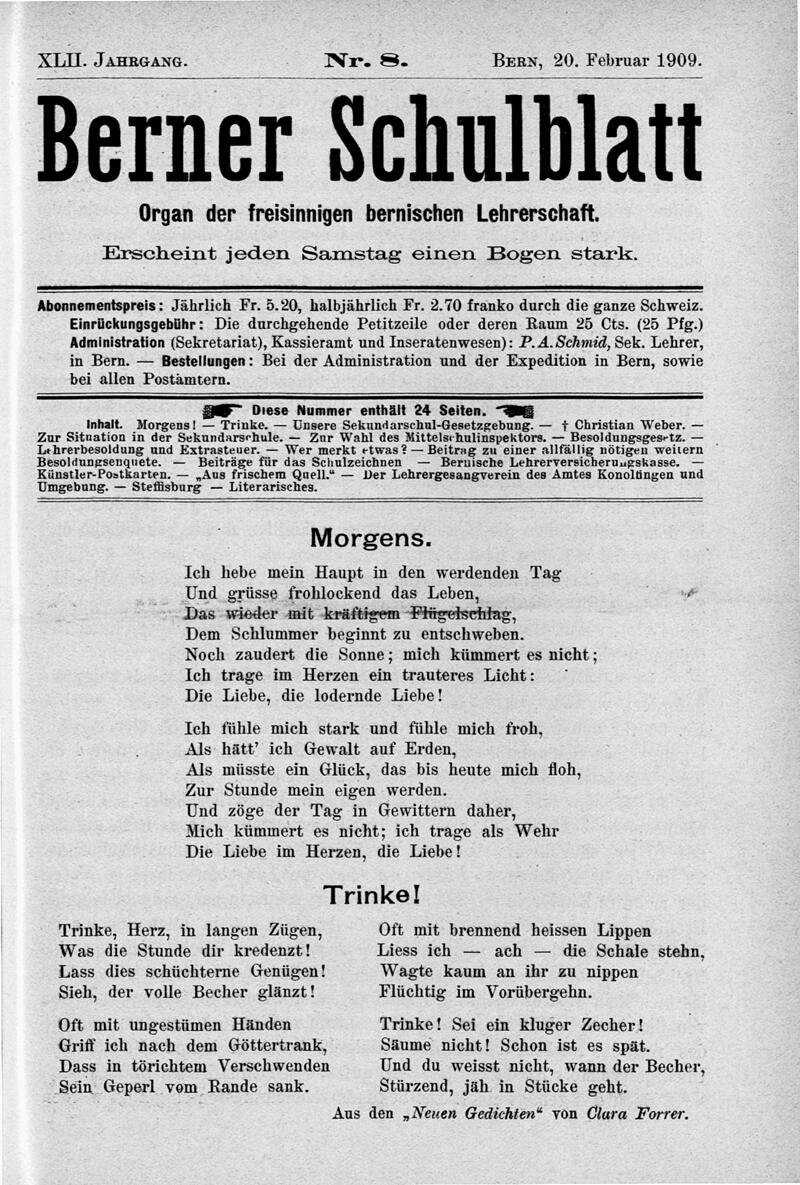 XLII. Jahrgang. Nr. 8. Bern, 20. Februar 1909.
Berner Schulblatt
Organ der freisinnigen bernischen Lehrerschaft.
Erscheint jeden Samstag einen Bogen stark.
Abonnementspreis: Jährlich Fr. 5.20, halbjährlich Fr. 2.70 franko durch die ganze Schweiz.
Einrückungsgebühr: Die durchgehende Petitzeile oder deren Raum 25 Cts. (25 Pfg.)
Administration (Sekretariat), Kassieramt und Inseratenwesen): P. A. Schmid, Sek. Lehrer,
in Bern. — Bestellungen: Bei der Administration und der Expedition in Bern, sowie
bei allen Postämtern.
Diese Nummer enthält 24 Seiten.
Inhalt. Morgens! — Trinke. — Unsere Sekundarschul-Gesetzgebung. — † Christian Weber. —
Zur Situation in der Sekundarschule. — Zur Wahl des Mittelschulinspektors. — Besoldungsgesetz. —
Lehrerbesoldung und Extrasteuer. — Wer merkt etwas? — Beitrag zu einer allfällig nötigen weitern
Besoldungsenquete. — Beiträge für das Schulzeichnen — Bernische Lehrerversicherungskasse. —
Künstler-Postkarten. — „Aus frischem Quell.“ — Der Lehrergesangverein des Amtes Konolfingen und
Umgebung. — Steffisburg — Literarisches.
Morgens.
Ich hebe mein Haupt in den werdenden Tag
Und grüsse frohlockend das Leben,
Das wieder mit kräftigem Flügelschlag,
Dem Schlummer beginnt zu entschweben.
Noch zaudert die Sonne; mich kümmert es nicht;
Ich trage im Herzen ein trauteres Licht:
Die Liebe, die lodernde Liebe!
Ich fühle mich stark und fühle mich froh,
Als hätt’ ich Gewalt auf Erden,
Als müsste ein Glück, das bis heute mich floh,
Zur Stunde mein eigen werden.
Und zöge der Tag in Gewittern daher,
Mich kümmert es nicht; ich trage als Wehr
Die Liebe im Herzen, die Liebe!
Trinke!
Trinke, Herz, in langen Zügen,
Was die Stunde dir kredenzt!
Lass dies schüchterne Genügen!
Sieh, der volle Becher glänzt!
Oft mit ungestümen Händen
Griff ich nach dem Göttertrank,
Dass in törichtem Verschwenden
Sein Geperl vom Rande sank.
Oft mit brennend heissen Lippen
Liess ich — ach — die Schale stehn,
Wagte kaum an ihr zu nippen
Flüchtig im Vorübergehn.
Trinke! Sei ein kluger Zecher!
Säume nicht! Schon ist es spät.
Und du weisst nicht, wann der Becher,
Stürzend, jäh in Stücke geht.
Aus den „Neuen Gedichten“ von Clara Forrer.